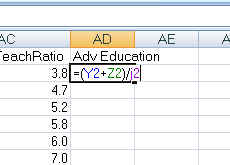 AC AD AE A
TeachRatio Adv Education
3.8 =(Y2+Z2)/j2
4.7
5.2
5.8
6.0
7.0